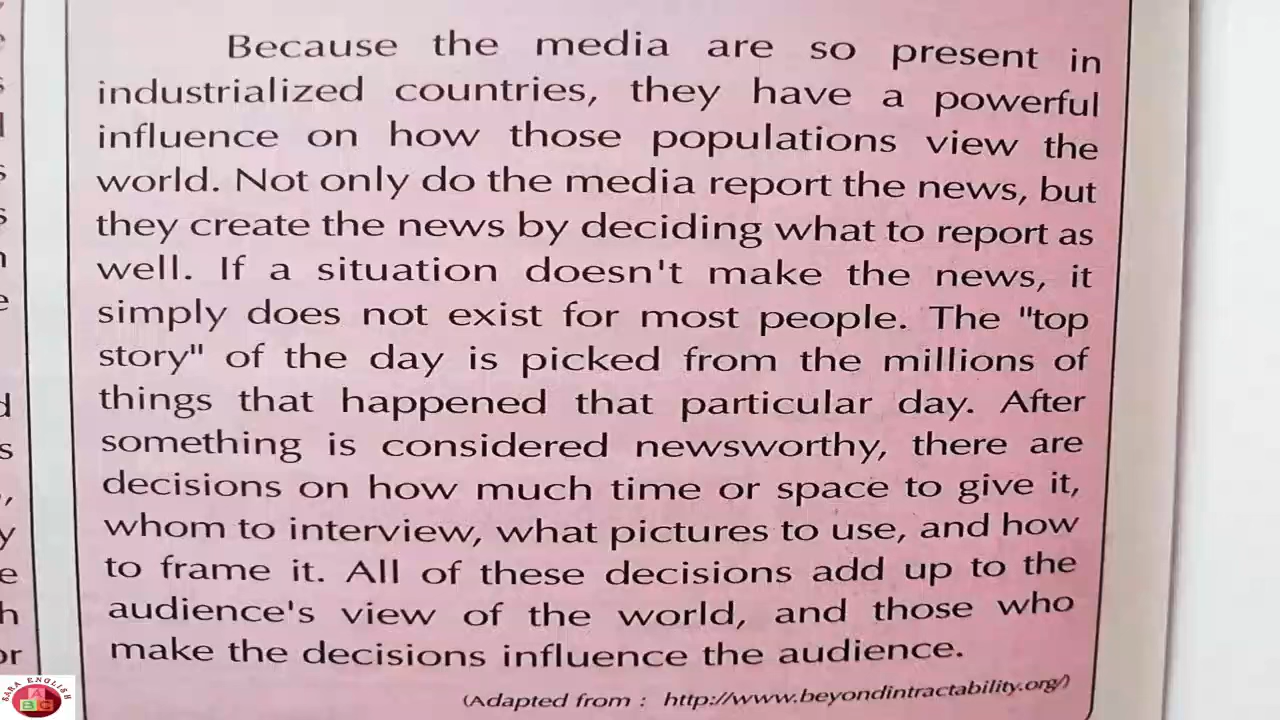 Because the media are so present in
industrialized countries, they have a powerful
influence on how those populations view the
world. Not only do the media report the news, but
they create the news by deciding what to report as
well. If a situation doesn't make the news, it
simply does not exist for most people. The "top
story" of the day is picked from the millions of
things that happened that particular day. After
something is considered newsworthy, there are
decisions on how much time or space to give it,
whom to interview, what pictures to use, and how
to frame it. All of these decisions add up to the
audience's view of the world, and those who
make the decisions influence the audience.
(Adapted from : http://www.beyondintractability.org/)
SARA ENGLISH
A
B C